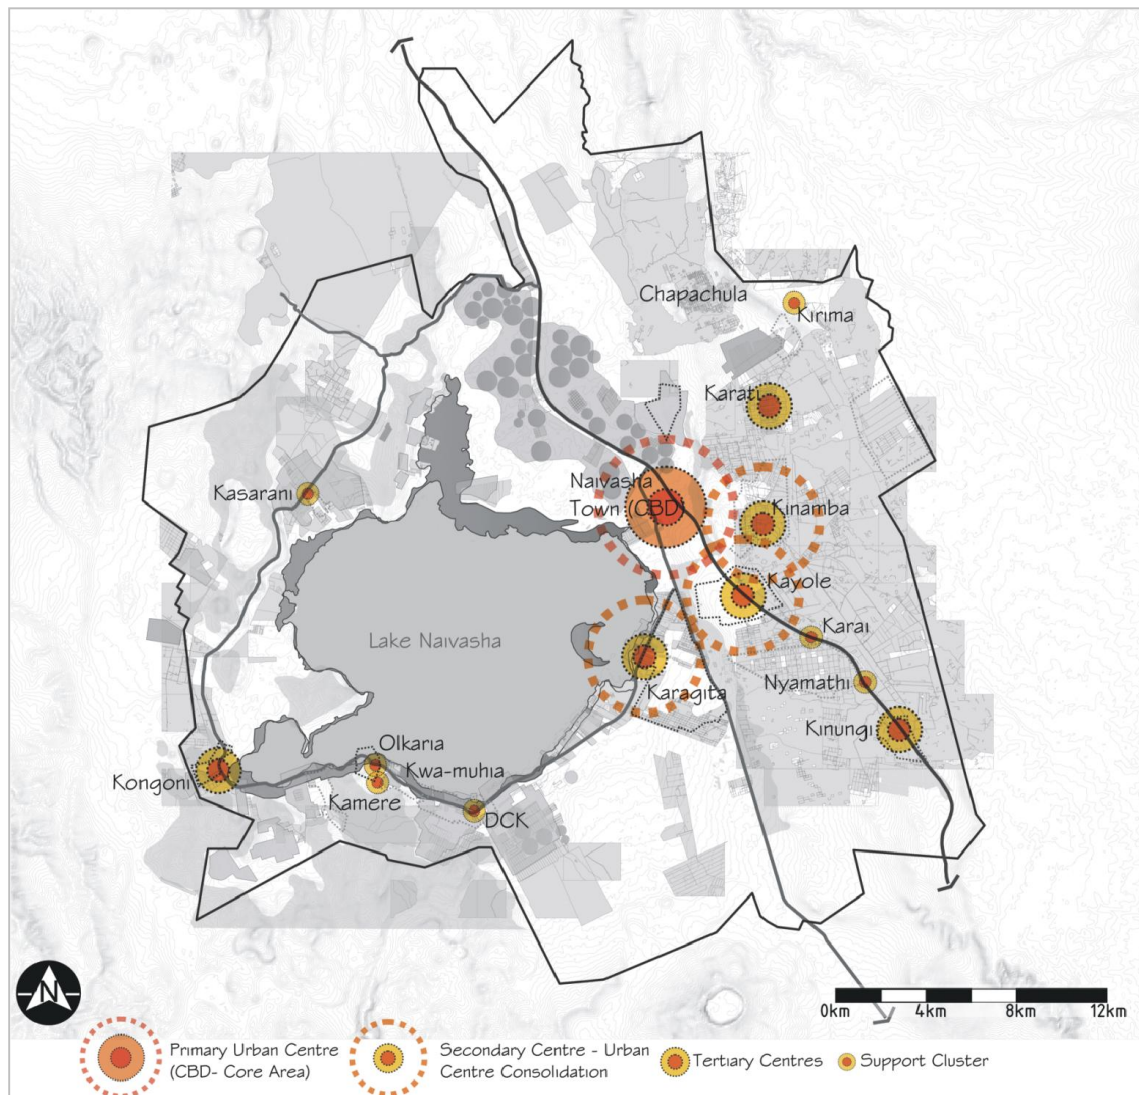 Chapachula
Kirima
Karati
Naivasha
Town (CBD)
Kasarani
Kinamba
Kayole
Lake Naivasha
Karai
Nyamathi
Karagita
Kinungi
Olkaria
Kongoni
Kwa-muhia
Kamere
DCK
N
0km
4km
8km
12km
Primary Urban Centre
(CBD- Core Area)
Secondary Centre - Urban
Centre Consolidation
Tertiary Centres
Support Cluster